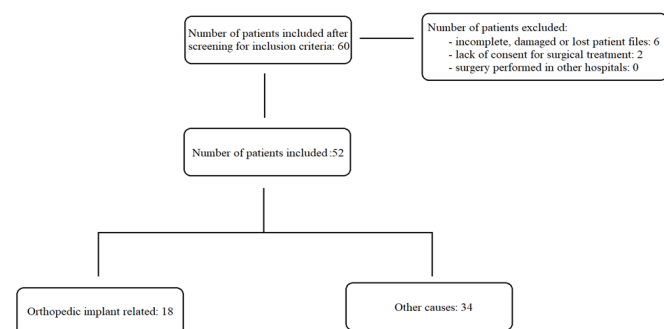 Number of patients included after
screening for inclusion criteria: 60
Number of patients excluded:
- incomplete, damaged or lost patient files: 6
- lack of consent for surgical treatment: 2
- surgery performed in other hospitals: 0
Number of patients included :52
Orthopedic implant related: 18
Other causes: 34